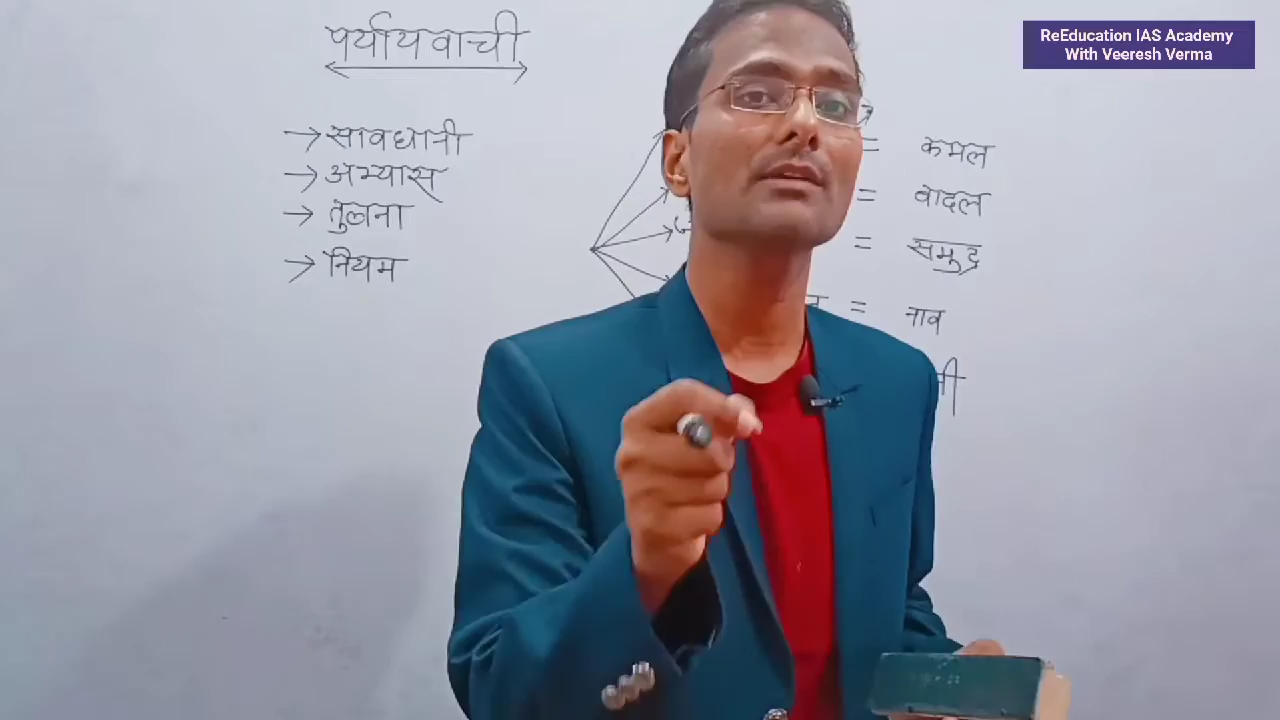 पर्यायवाची
ReEducation IAS Academy
With Veeresh Verma
→ सावधानी
→ अभ्यास
→ तुलना
→ नियम
= कमल
= वादल
= समुद्र
= नाव